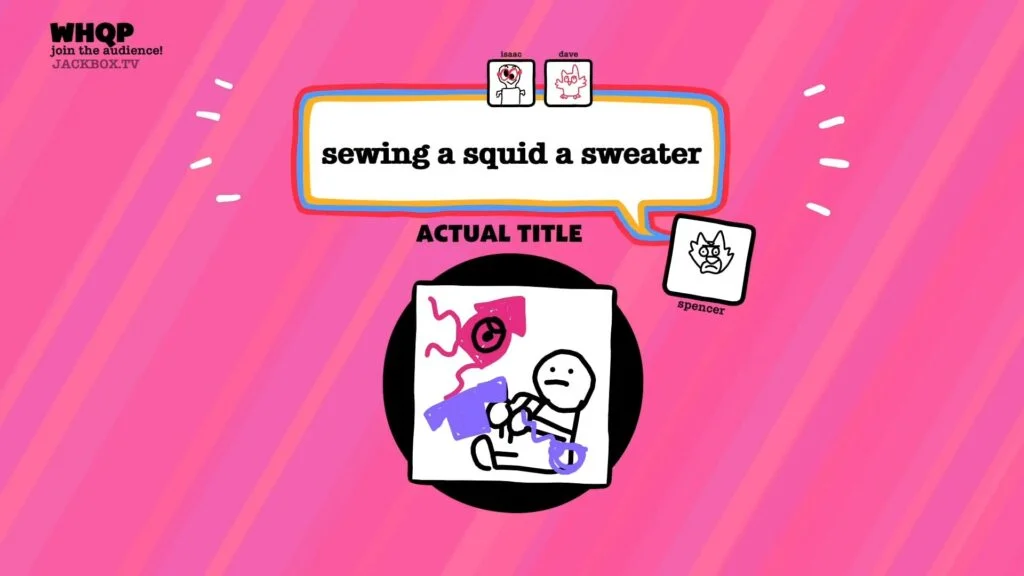 WHQP
join the audience!
JACKBOX.TV
isaac
dave
sewing a squid a sweater
ACTUAL TITLE
spencer